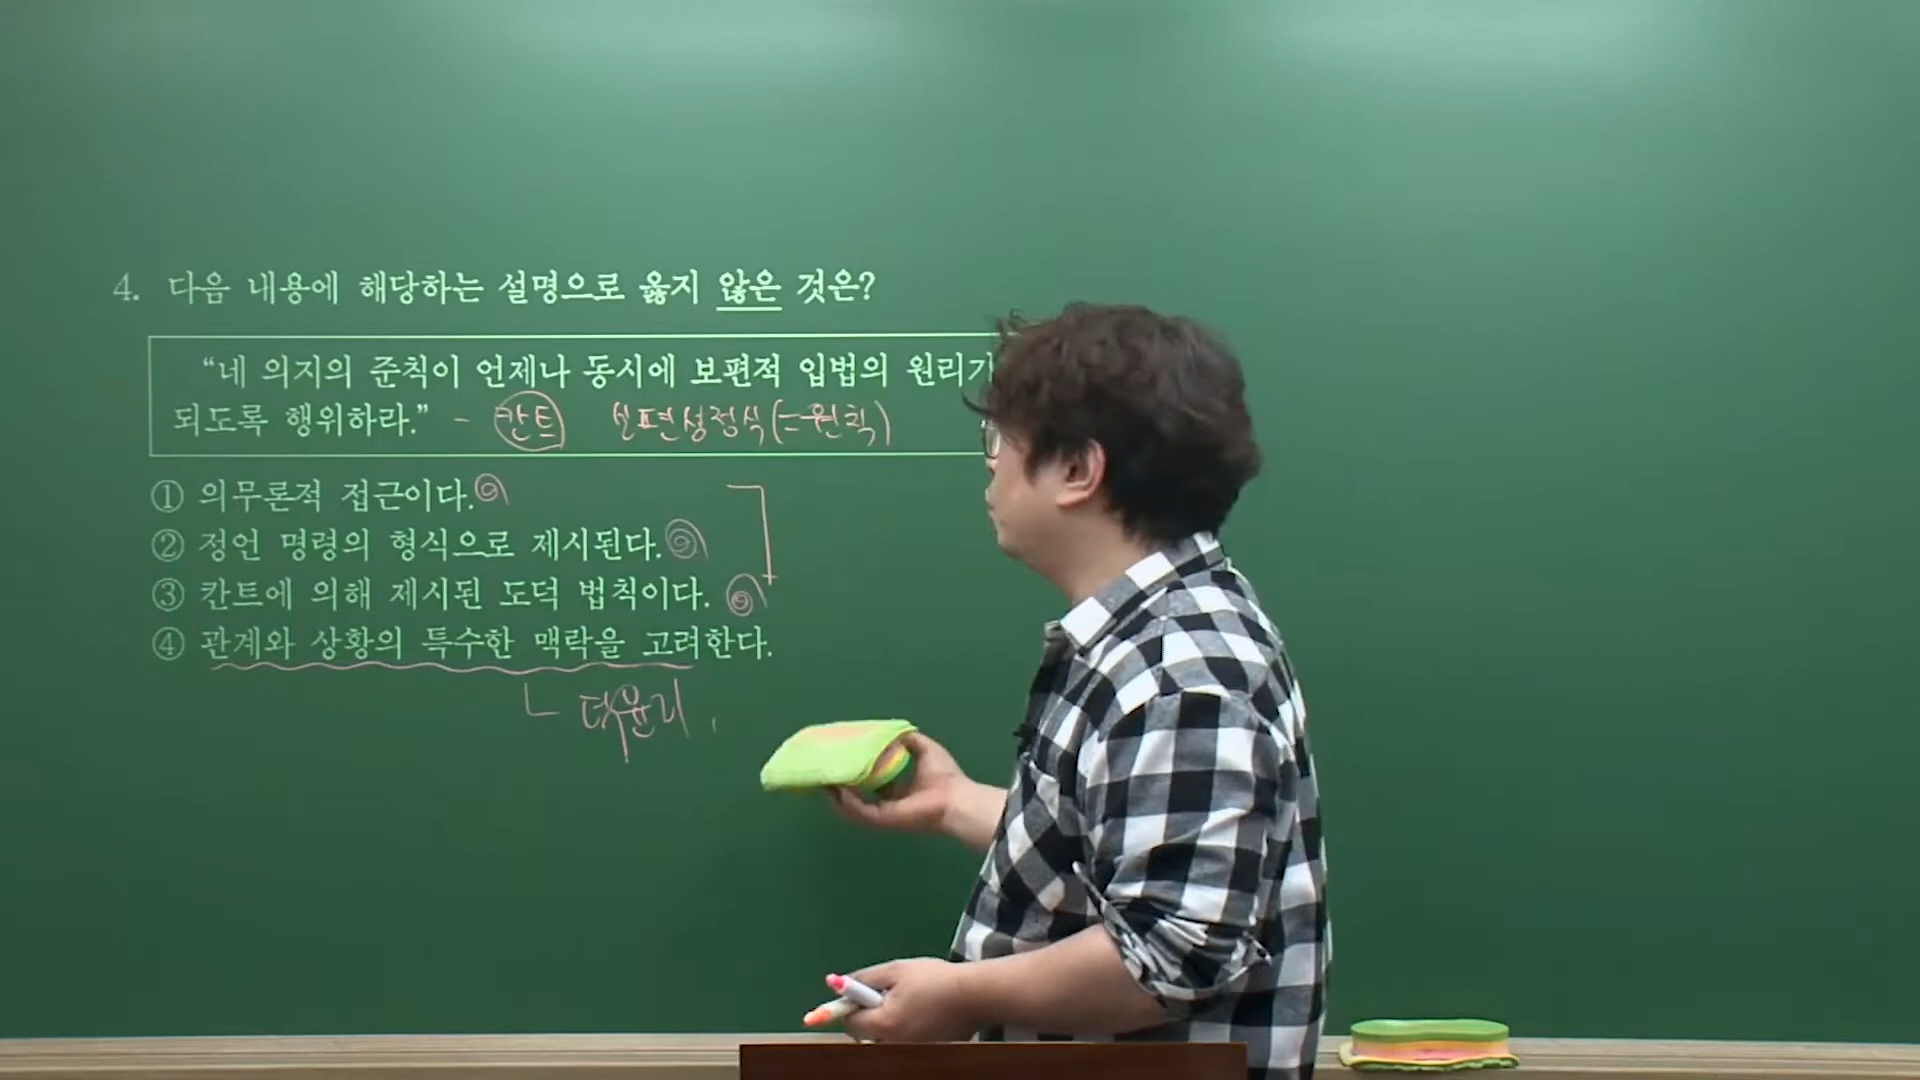 4. 다음 내용에 해당하는 설명으로 옳지 않은 것은?
“네 의지의 준칙이 언제나 동시에 보편적 입법의 원리가
되도록 행위하라.” - 칸트 보편성정식(=원칙)
① 의무론적 접근이다.
② 정언 명령의 형식으로 제시된다.
③ 칸트에 의해 제시된 도덕 법칙이다.
④ 관계와 상황의 특수한 맥락을 고려한다.
덕윤리